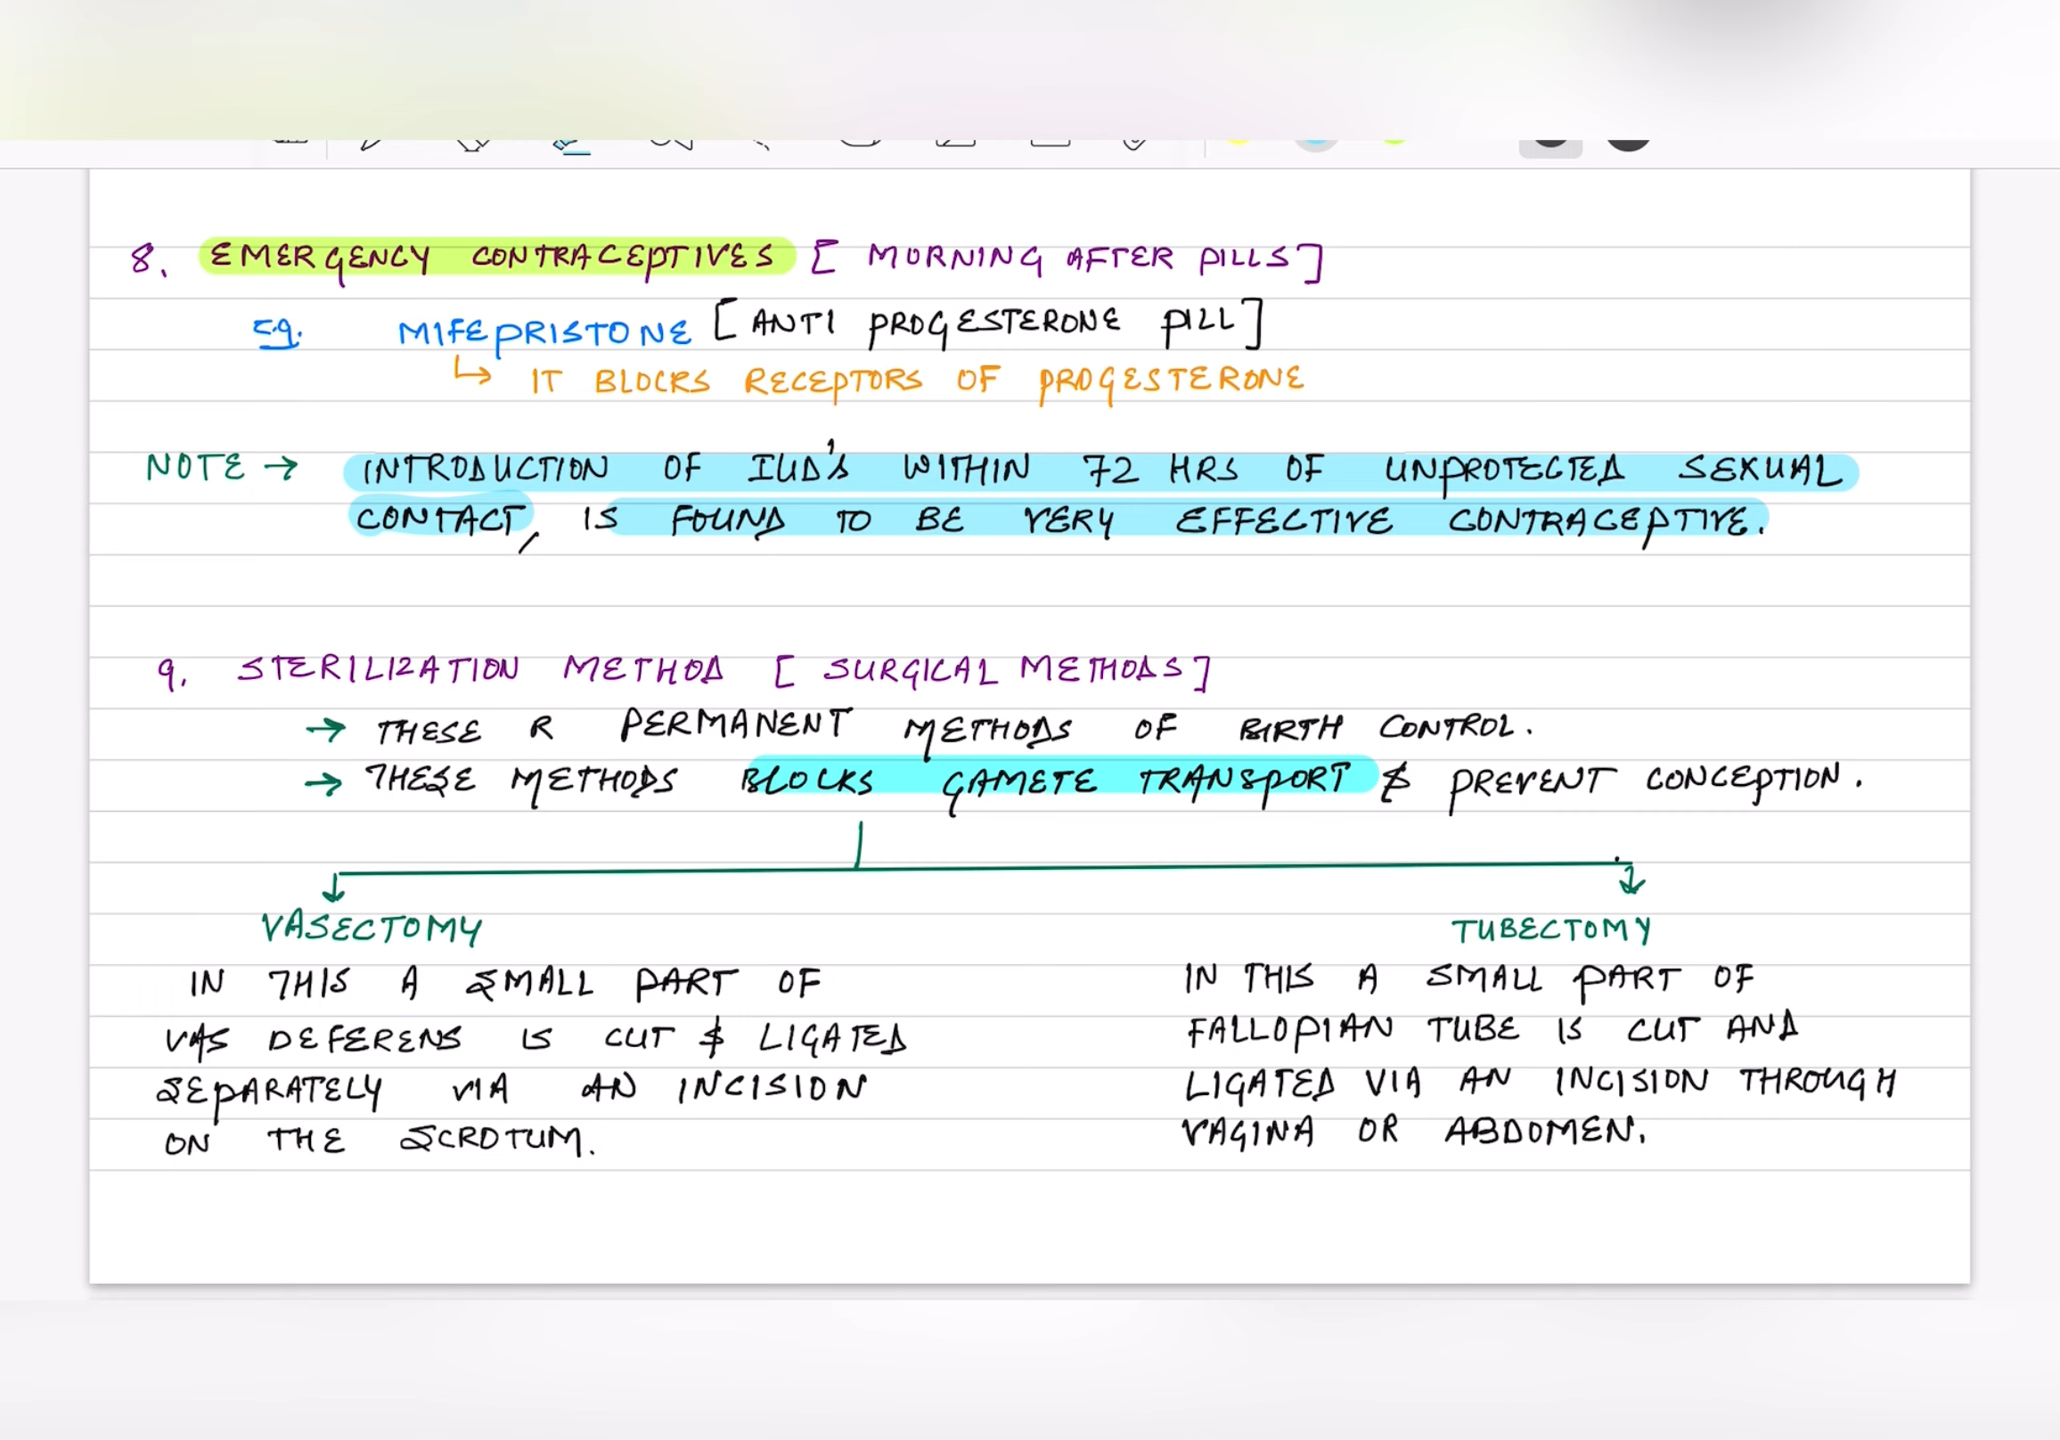 8. EMERGENCY CONTRACEPTIVES [ MORNING AFTER PILLS ]
Eg. MIFEPRISTONE [ ANTI PROGESTERONE PILL ]
↳ IT BLOCKS RECEPTORS OF PROGESTERONE
NOTE → INTRODUCTION OF IUD's WITHIN 72 HRS OF UNPROTECTED SEXUAL
CONTACT, IS FOUND TO BE VERY EFFECTIVE CONTRACEPTIVE.
9. STERILIZATION METHOD [ SURGICAL METHODS ]
→ THESE R PERMANENT METHODS OF BIRTH CONTROL.
→ THESE METHODS BLOCKS GAMETE TRANSPORT & PREVENT CONCEPTION.
VASECTOMY
IN THIS A SMALL PART OF
VAS DEFERENS IS CUT & LIGATED
SEPARATELY VIA AN INCISION
ON THE SCROTUM.
TUBECTOMY
IN THIS A SMALL PART OF
FALLOPIAN TUBE IS CUT AND
LIGATED VIA AN INCISION THROUGH
VAGINA OR ABDOMEN.